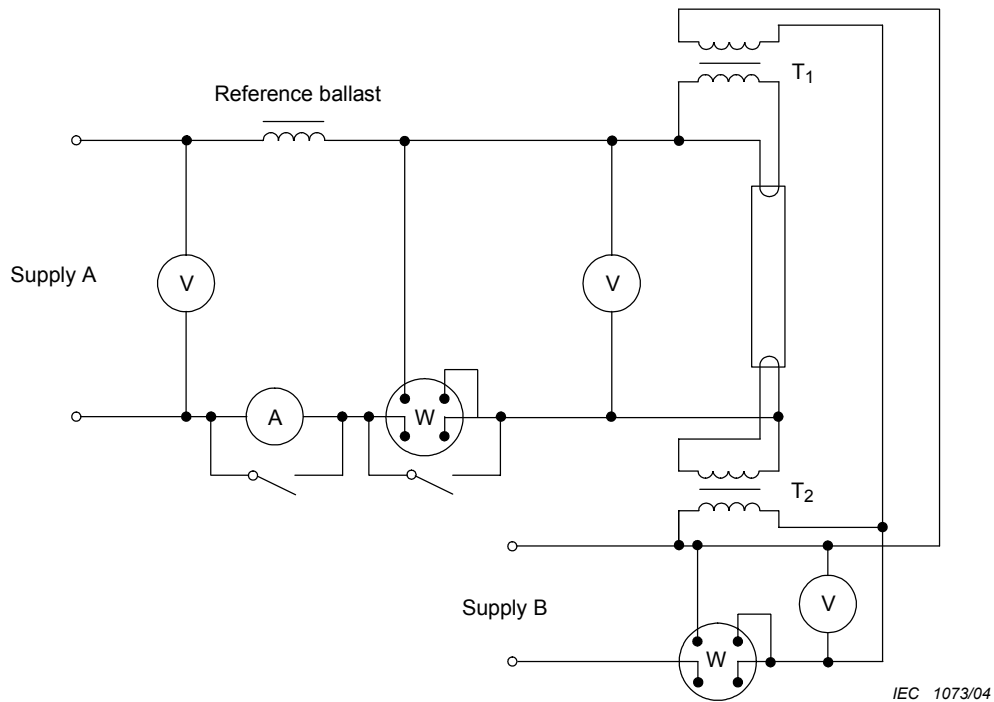 T1
Reference ballast
Supply A
V
V
A
W
T2
Supply B
V
W
IEC 1073/04